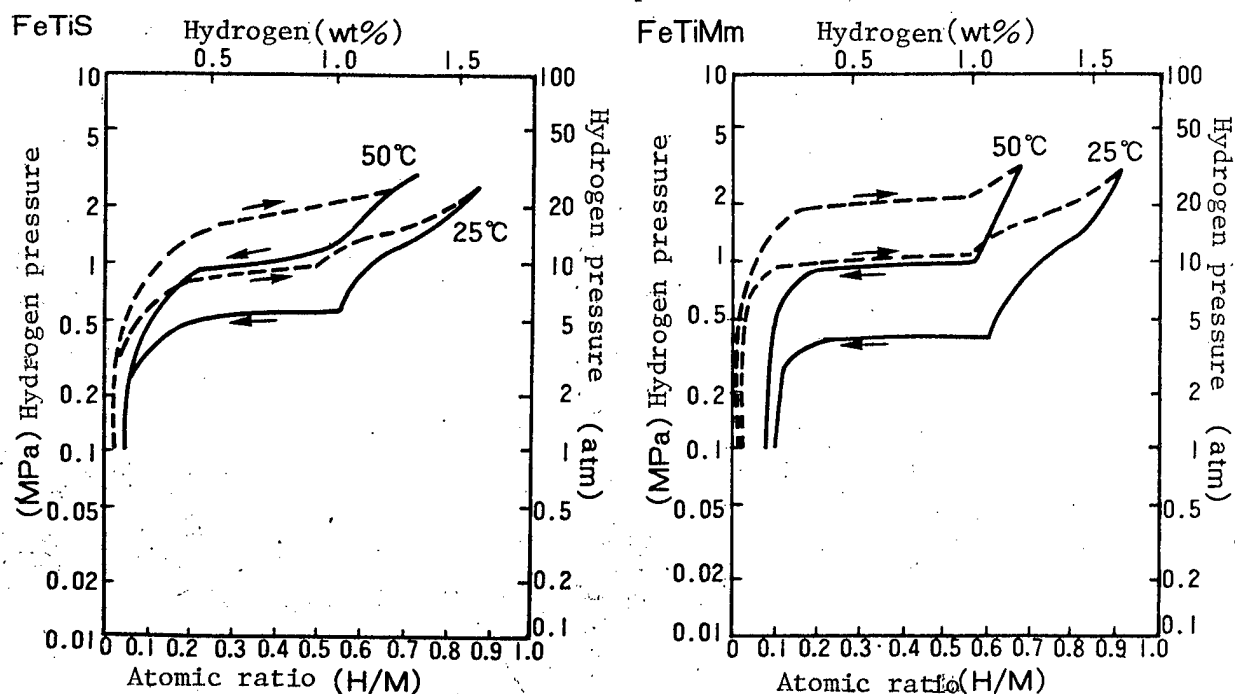 FeTiS
Hydrogen(wt%)
0.5 1.0 1.5
10 100
5 50
2 20
1 10
0.5 5
0.2 2
0.1 1
0.05 0.5
0.02 0.2
0.01 0.1
(MPa) Hydrogen pressure
Hydrogen pressure (atm)
50℃
25℃
0 0.1 0.2 0.3 0.4 0.5 0.6 0.7 0.8 0.9 1.0
Atomic ratio (H/M)
FeTiMm
Hydrogen(wt%)
0.5 1.0 1.5
10 100
5 50
2 20
1 10
0.5 5
0.2 2
0.1 1
0.05 0.5
0.02 0.2
0.01 0.1
(MPa) Hydrogen pressure
Hydrogen pressure (atm)
50℃ 25℃
0 0.1 0.2 0.3 0.4 0.5 0.6 0.7 0.8 0.9 1.0
Atomic ratio(H/M)